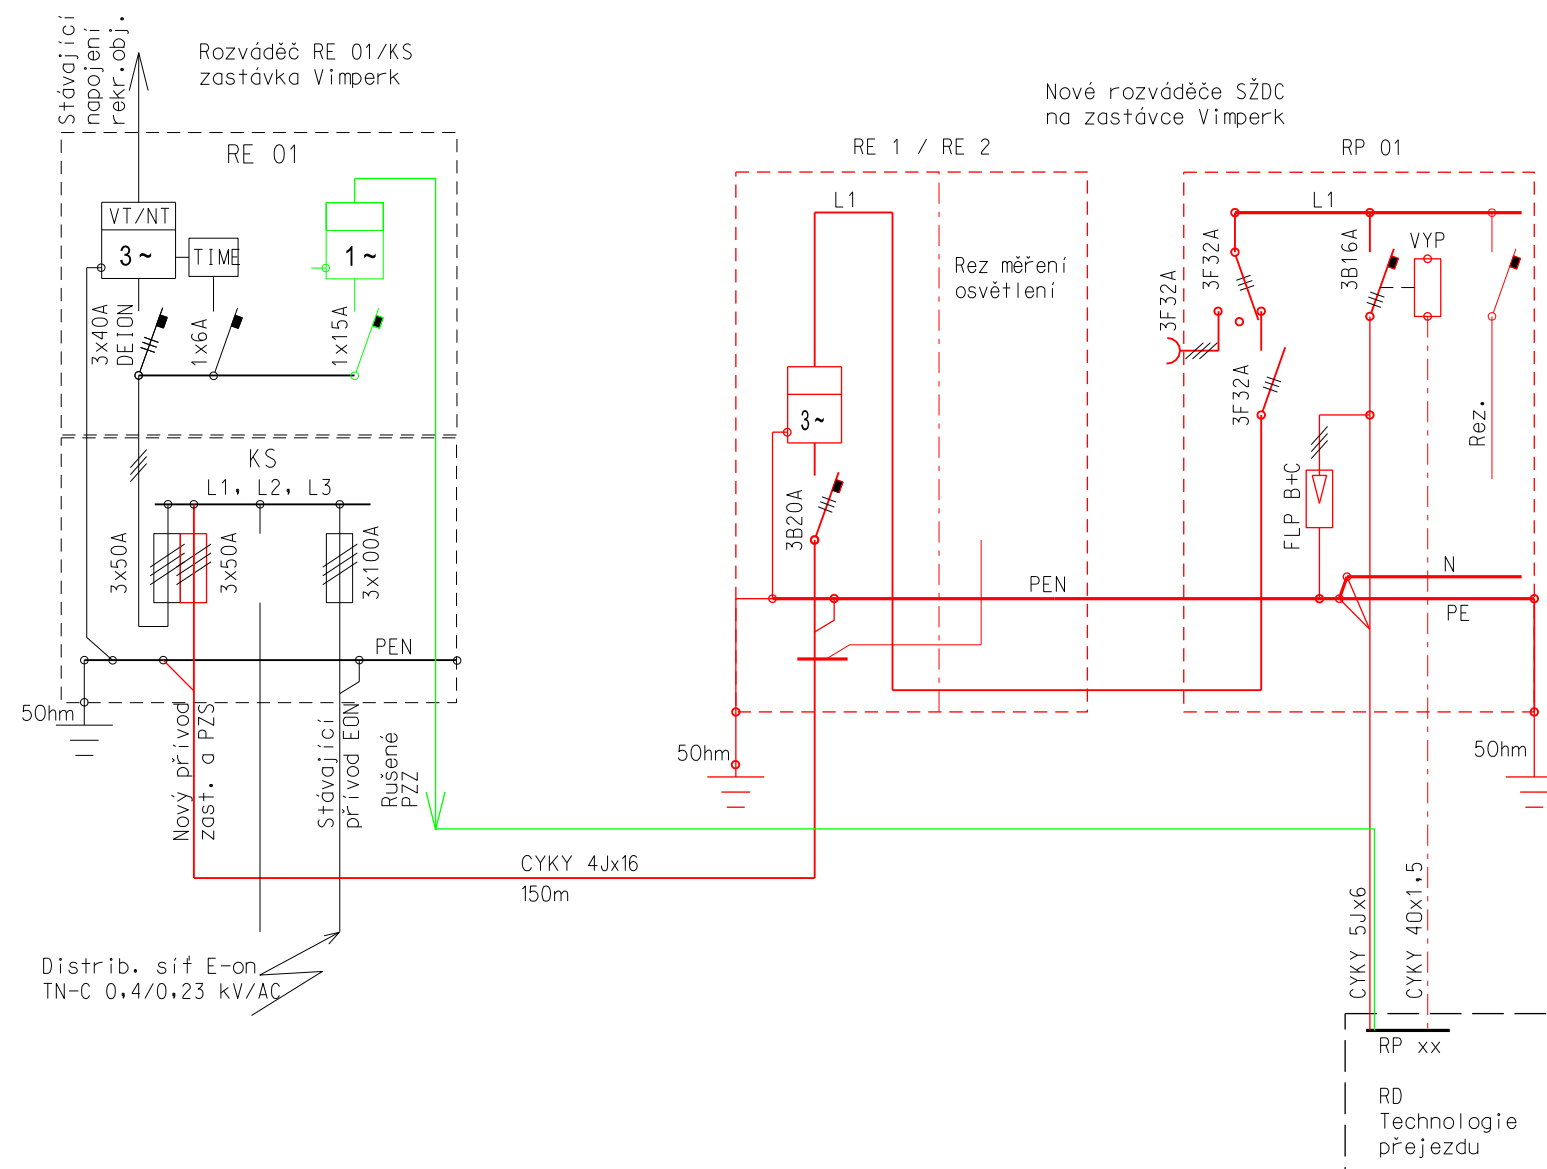 Stávající
napojení
rekr.obj.
Rozváděč RE 01/KS
zastávka Vimperk
RE 01
VT/NT
3 ~
TIME
1 ~
3x40A
DEION
1x6A
1x15A
KS
L1, L2, L3
3x50A
3x50A
3x100A
PEN
5Ohm
Nový přívod
zast. a PZS
Stávající
přívod EON
Rušené
PZZ
CYKY 4Jx16
150m
Distrib. síť E-on
TN-C 0,4/0,23 kV/AC
Nové rozváděče SŽDC
na zastávce Vimperk
RE 1 / RE 2
L1
Rez měření
osvětlení
3~
3B20A
PEN
5Ohm
RP 01
L1
3F32A
3F32A
3F32A
3B16A
VYP
Rez.
FLP B+C
N
PE
5Ohm
CYKY 5Jx6
CYKY 4Ox1,5
RP xx
RD
Technologie
přejezdu